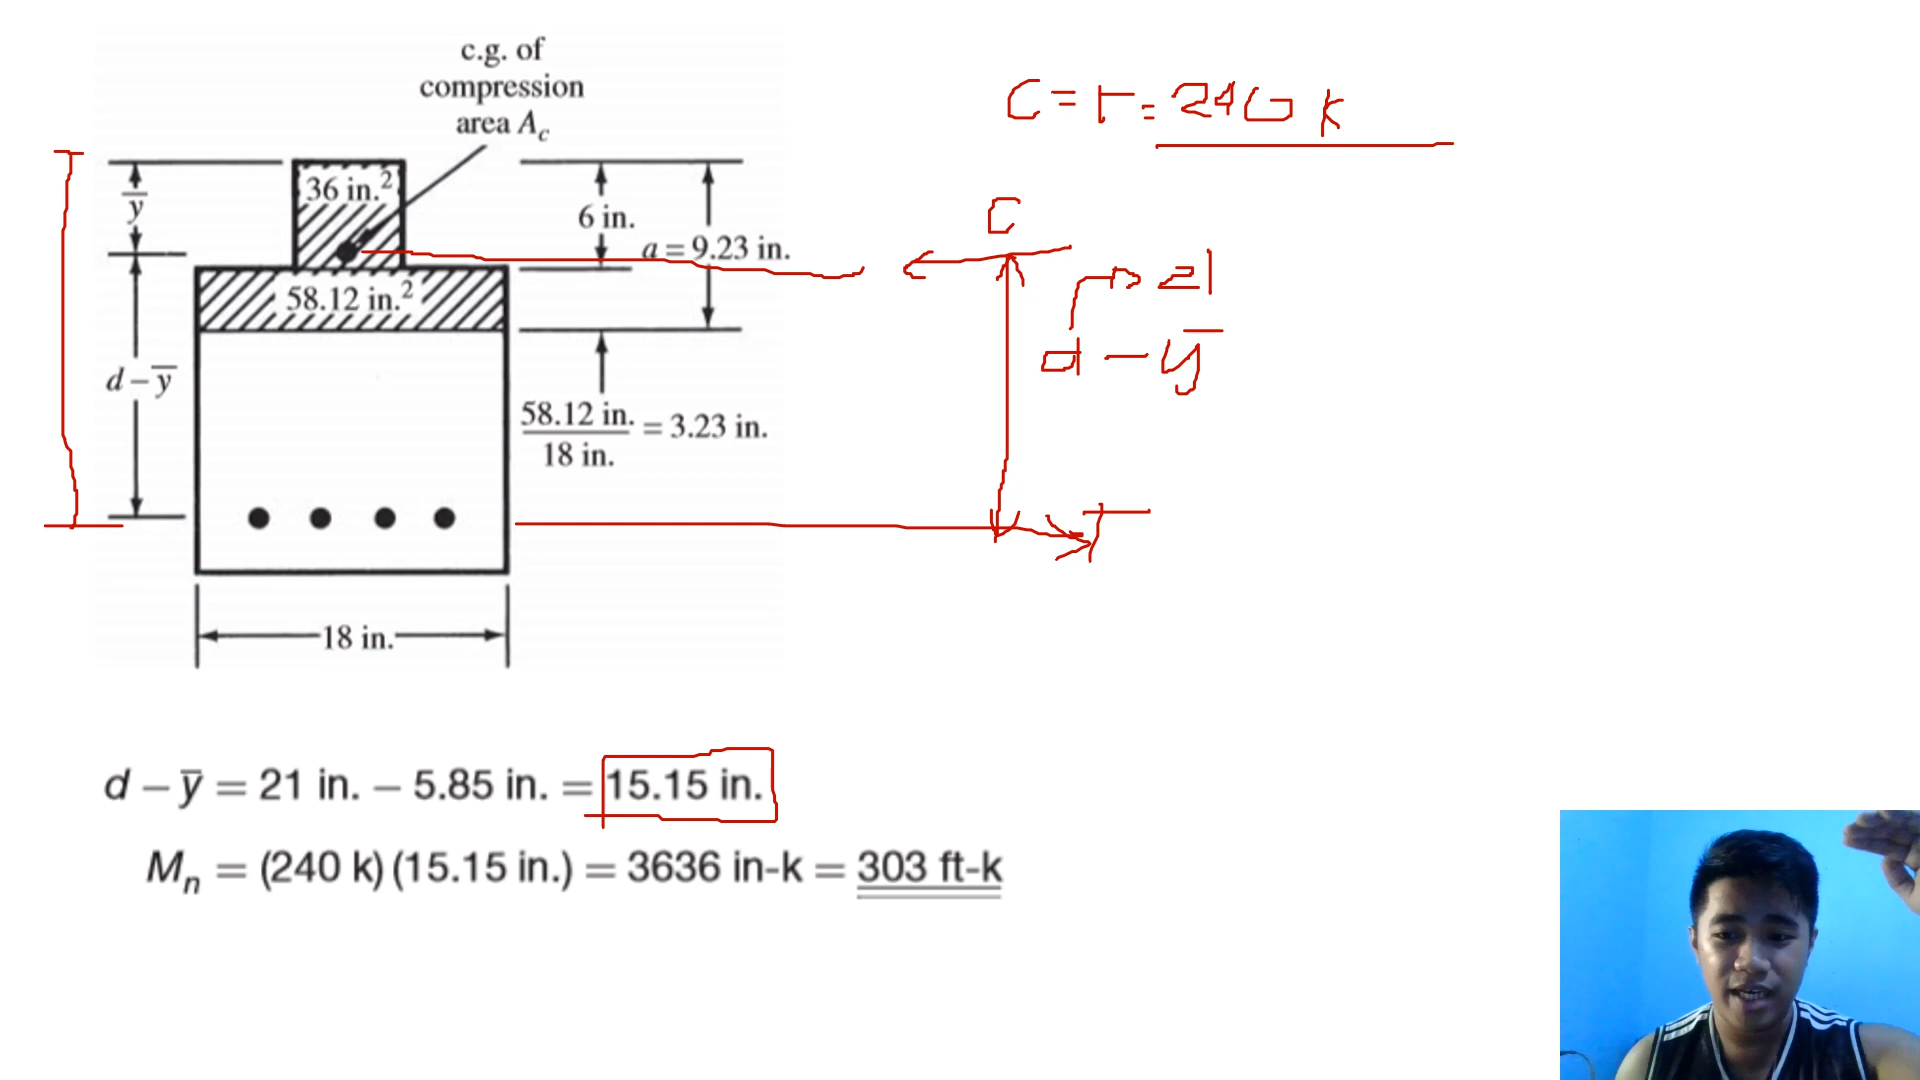 c.g. of
compression
area A_c
C = T = 240 k
36 in.²
y̅
6 in.
a = 9.23 in.
C
21
58.12 in.²
d − y̅
d − y̅
58.12 in.
18 in.
= 3.23 in.
T
18 in.
d − y̅ = 21 in. − 5.85 in. = 15.15 in.
M_n = (240 k)(15.15 in.) = 3636 in-k = 303 ft-k